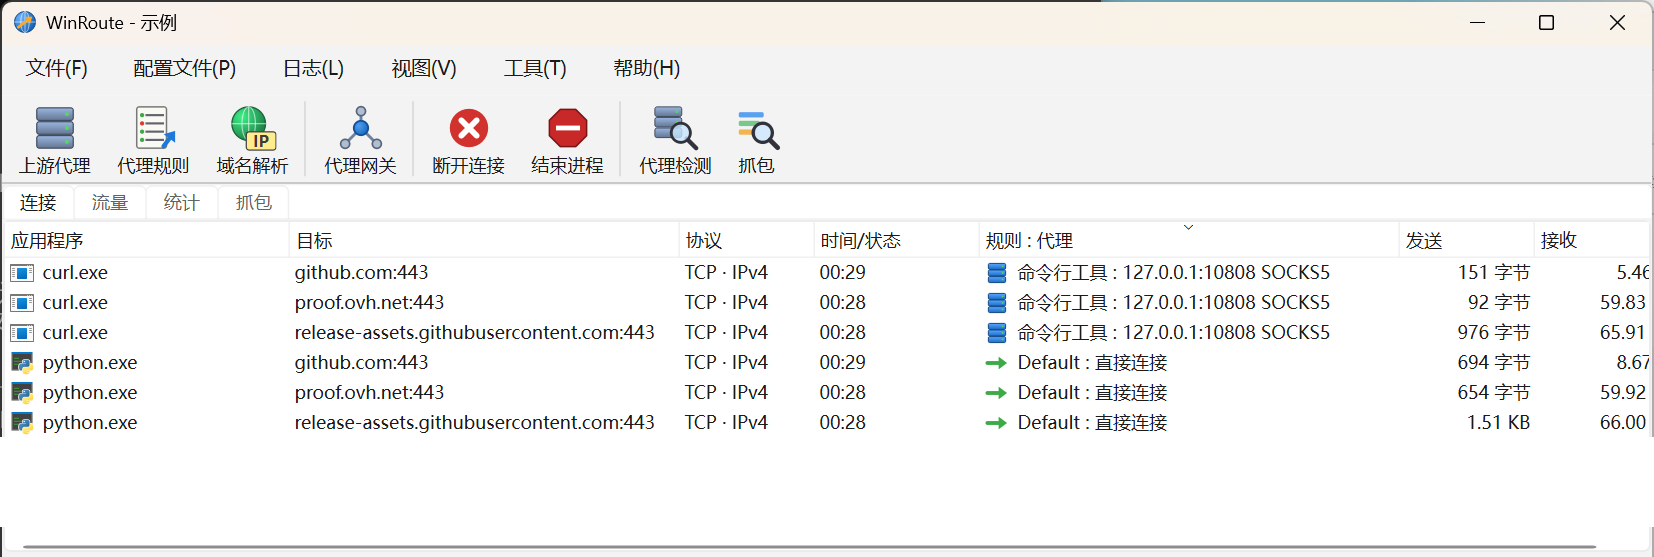 WinRoute - 示例
文件(F) 配置文件(P) 日志(L) 视图(V) 工具(T) 帮助(H)
IP
上游代理 代理规则 域名解析 代理网关 断开连接 结束进程 代理检测 抓包
连接 流量 统计 抓包
应用程序 目标 协议 时间/状态 规则 : 代理 发送 接收
curl.exe github.com:443 TCP · IPv4 00:29 命令行工具 : 127.0.0.1:10808 SOCKS5 151 字节 5.46
curl.exe proof.ovh.net:443 TCP · IPv4 00:28 命令行工具 : 127.0.0.1:10808 SOCKS5 92 字节 59.83
curl.exe release-assets.githubusercontent.com:443 TCP · IPv4 00:28 命令行工具 : 127.0.0.1:10808 SOCKS5 976 字节 65.91
python.exe github.com:443 TCP · IPv4 00:29 Default : 直接连接 694 字节 8.67
python.exe proof.ovh.net:443 TCP · IPv4 00:28 Default : 直接连接 654 字节 59.92
python.exe release-assets.githubusercontent.com:443 TCP · IPv4 00:28 Default : 直接连接 1.51 KB 66.00